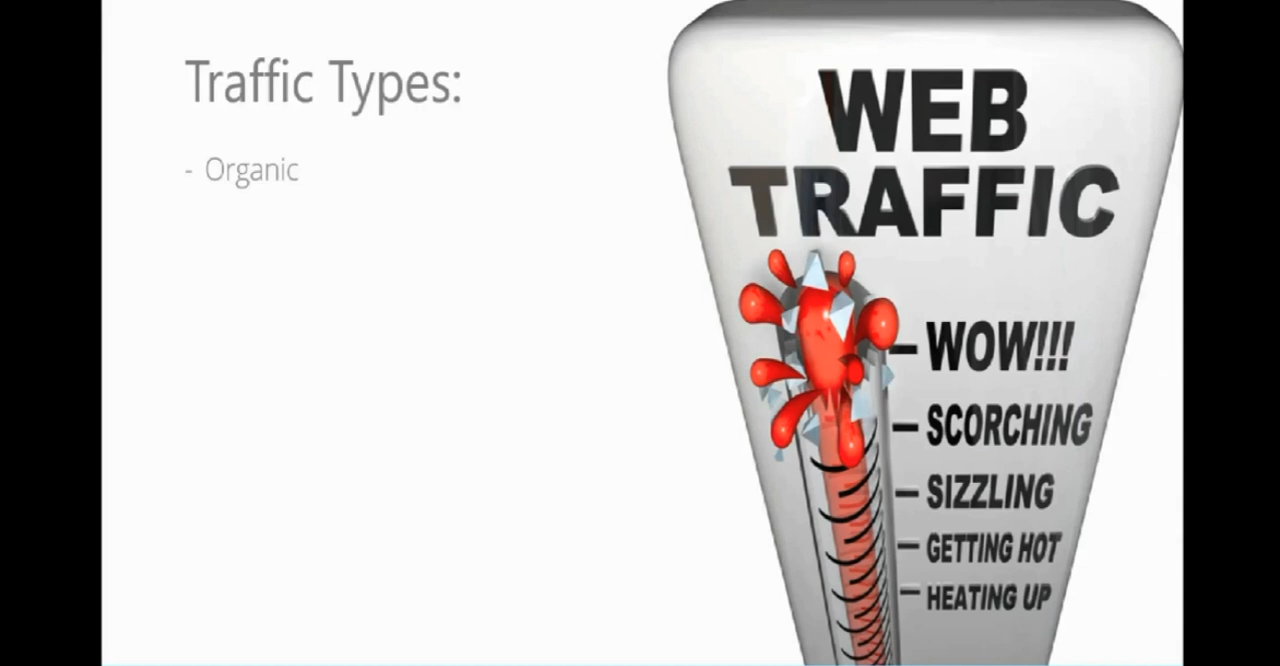 Traffic Types:
- Organic
WEB
TRAFFIC
WOW!!!
SCORCHING
SIZZLING
GETTING HOT
HEATING UP